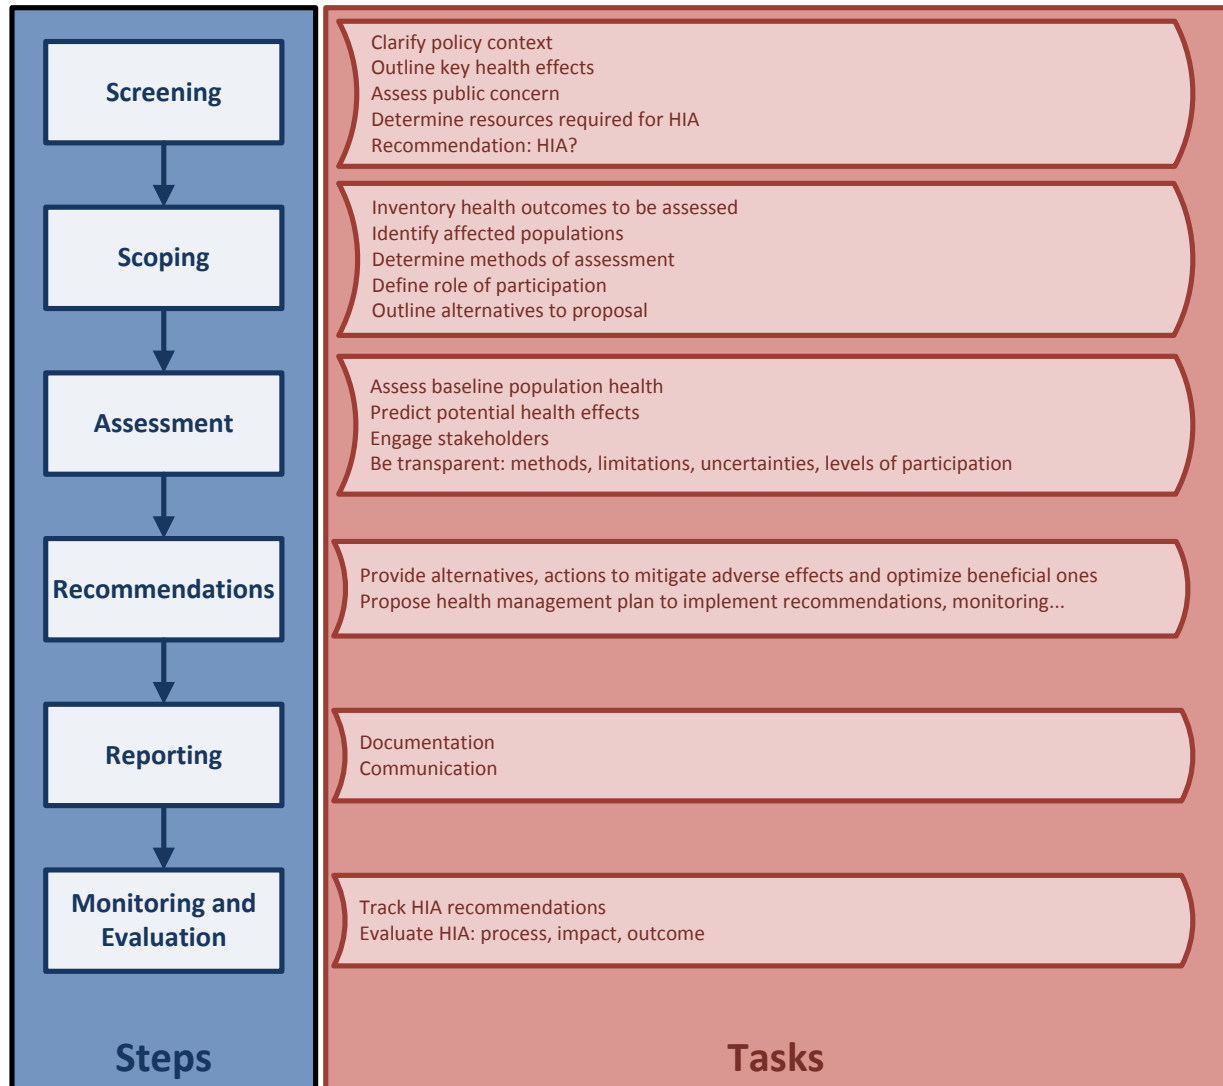 Screening
Clarify policy context
Outline key health effects
Assess public concern
Determine resources required for HIA
Recommendation: HIA?
Scoping
Inventory health outcomes to be assessed
Identify affected populations
Determine methods of assessment
Define role of participation
Outline alternatives to proposal
Assessment
Assess baseline population health
Predict potential health effects
Engage stakeholders
Be transparent: methods, limitations, uncertainties, levels of participation
Recommendations
Provide alternatives, actions to mitigate adverse effects and optimize beneficial ones
Propose health management plan to implement recommendations, monitoring...
Reporting
Documentation
Communication
Monitoring and
Evaluation
Track HIA recommendations
Evaluate HIA: process, impact, outcome
Steps
Tasks